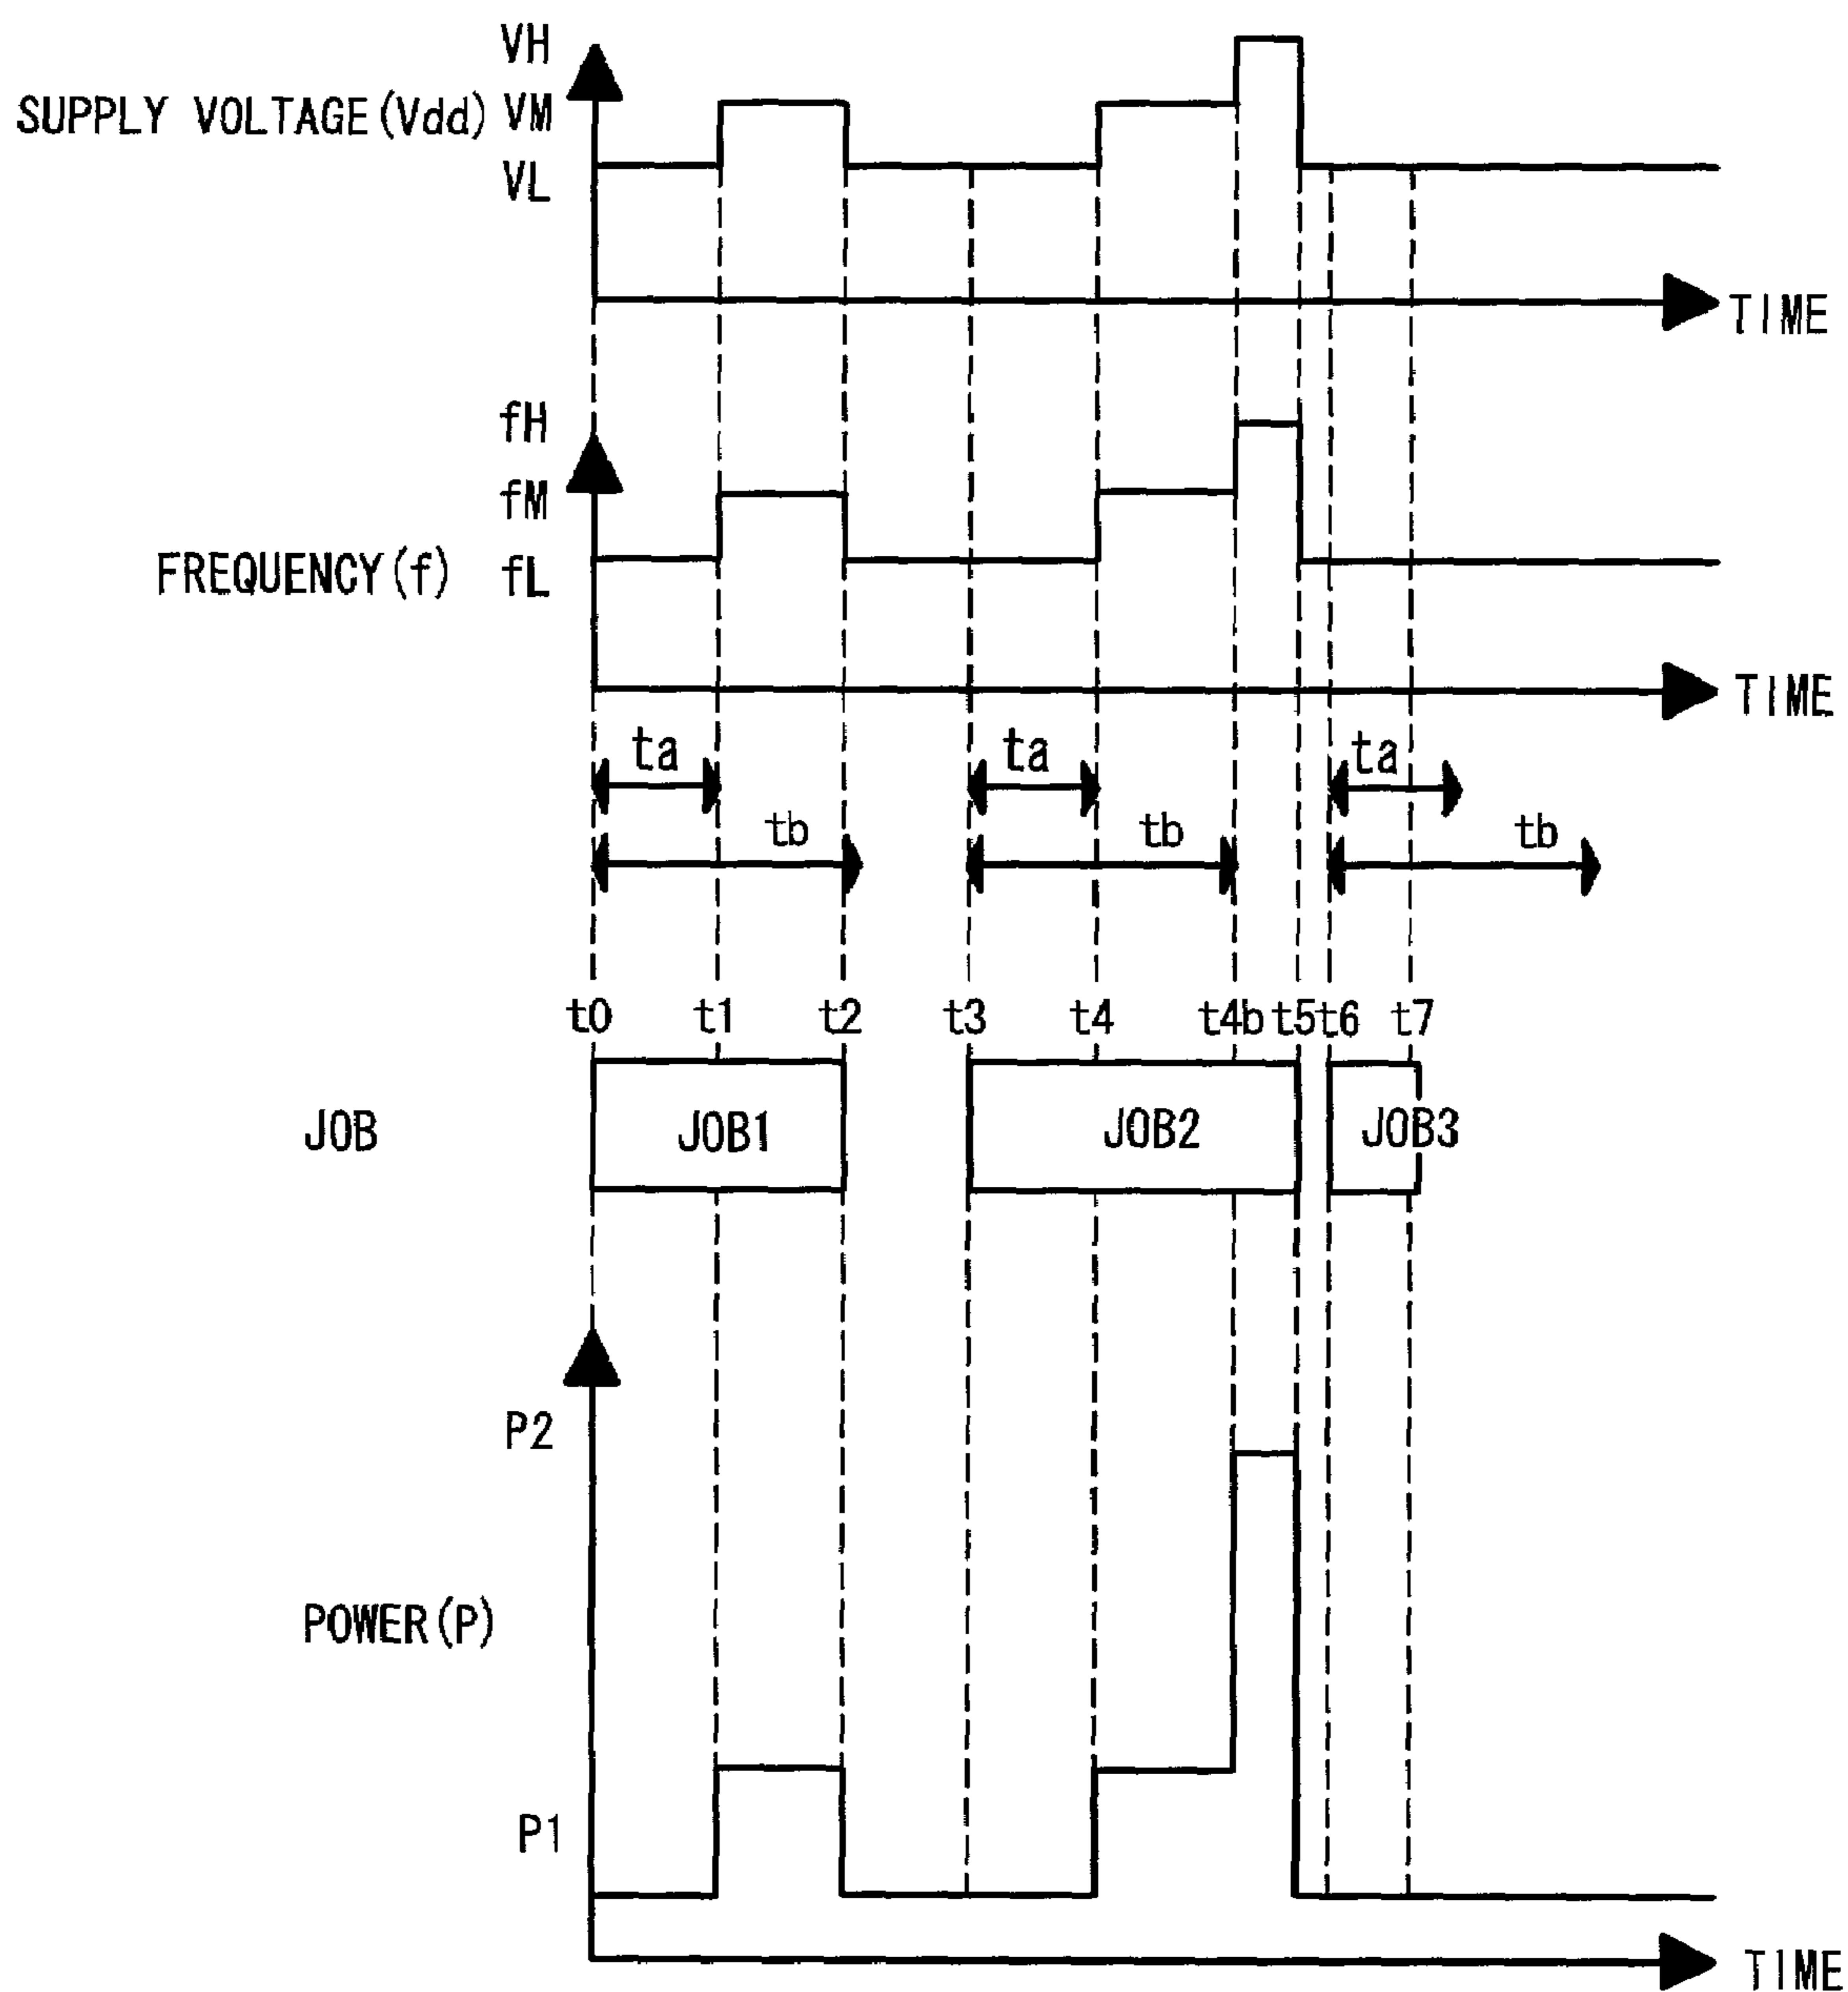 VH
SUPPLY VOLTAGE(Vdd) VM
VL
TIME
fH
fM
FREQUENCY(f) fL
TIME
ta ta ta
tb tb tb
t0 t1 t2 t3 t4 t4b t5 t6 t7
JOB JOB1 JOB2 JOB3
P2
POWER(P)
P1
TIME